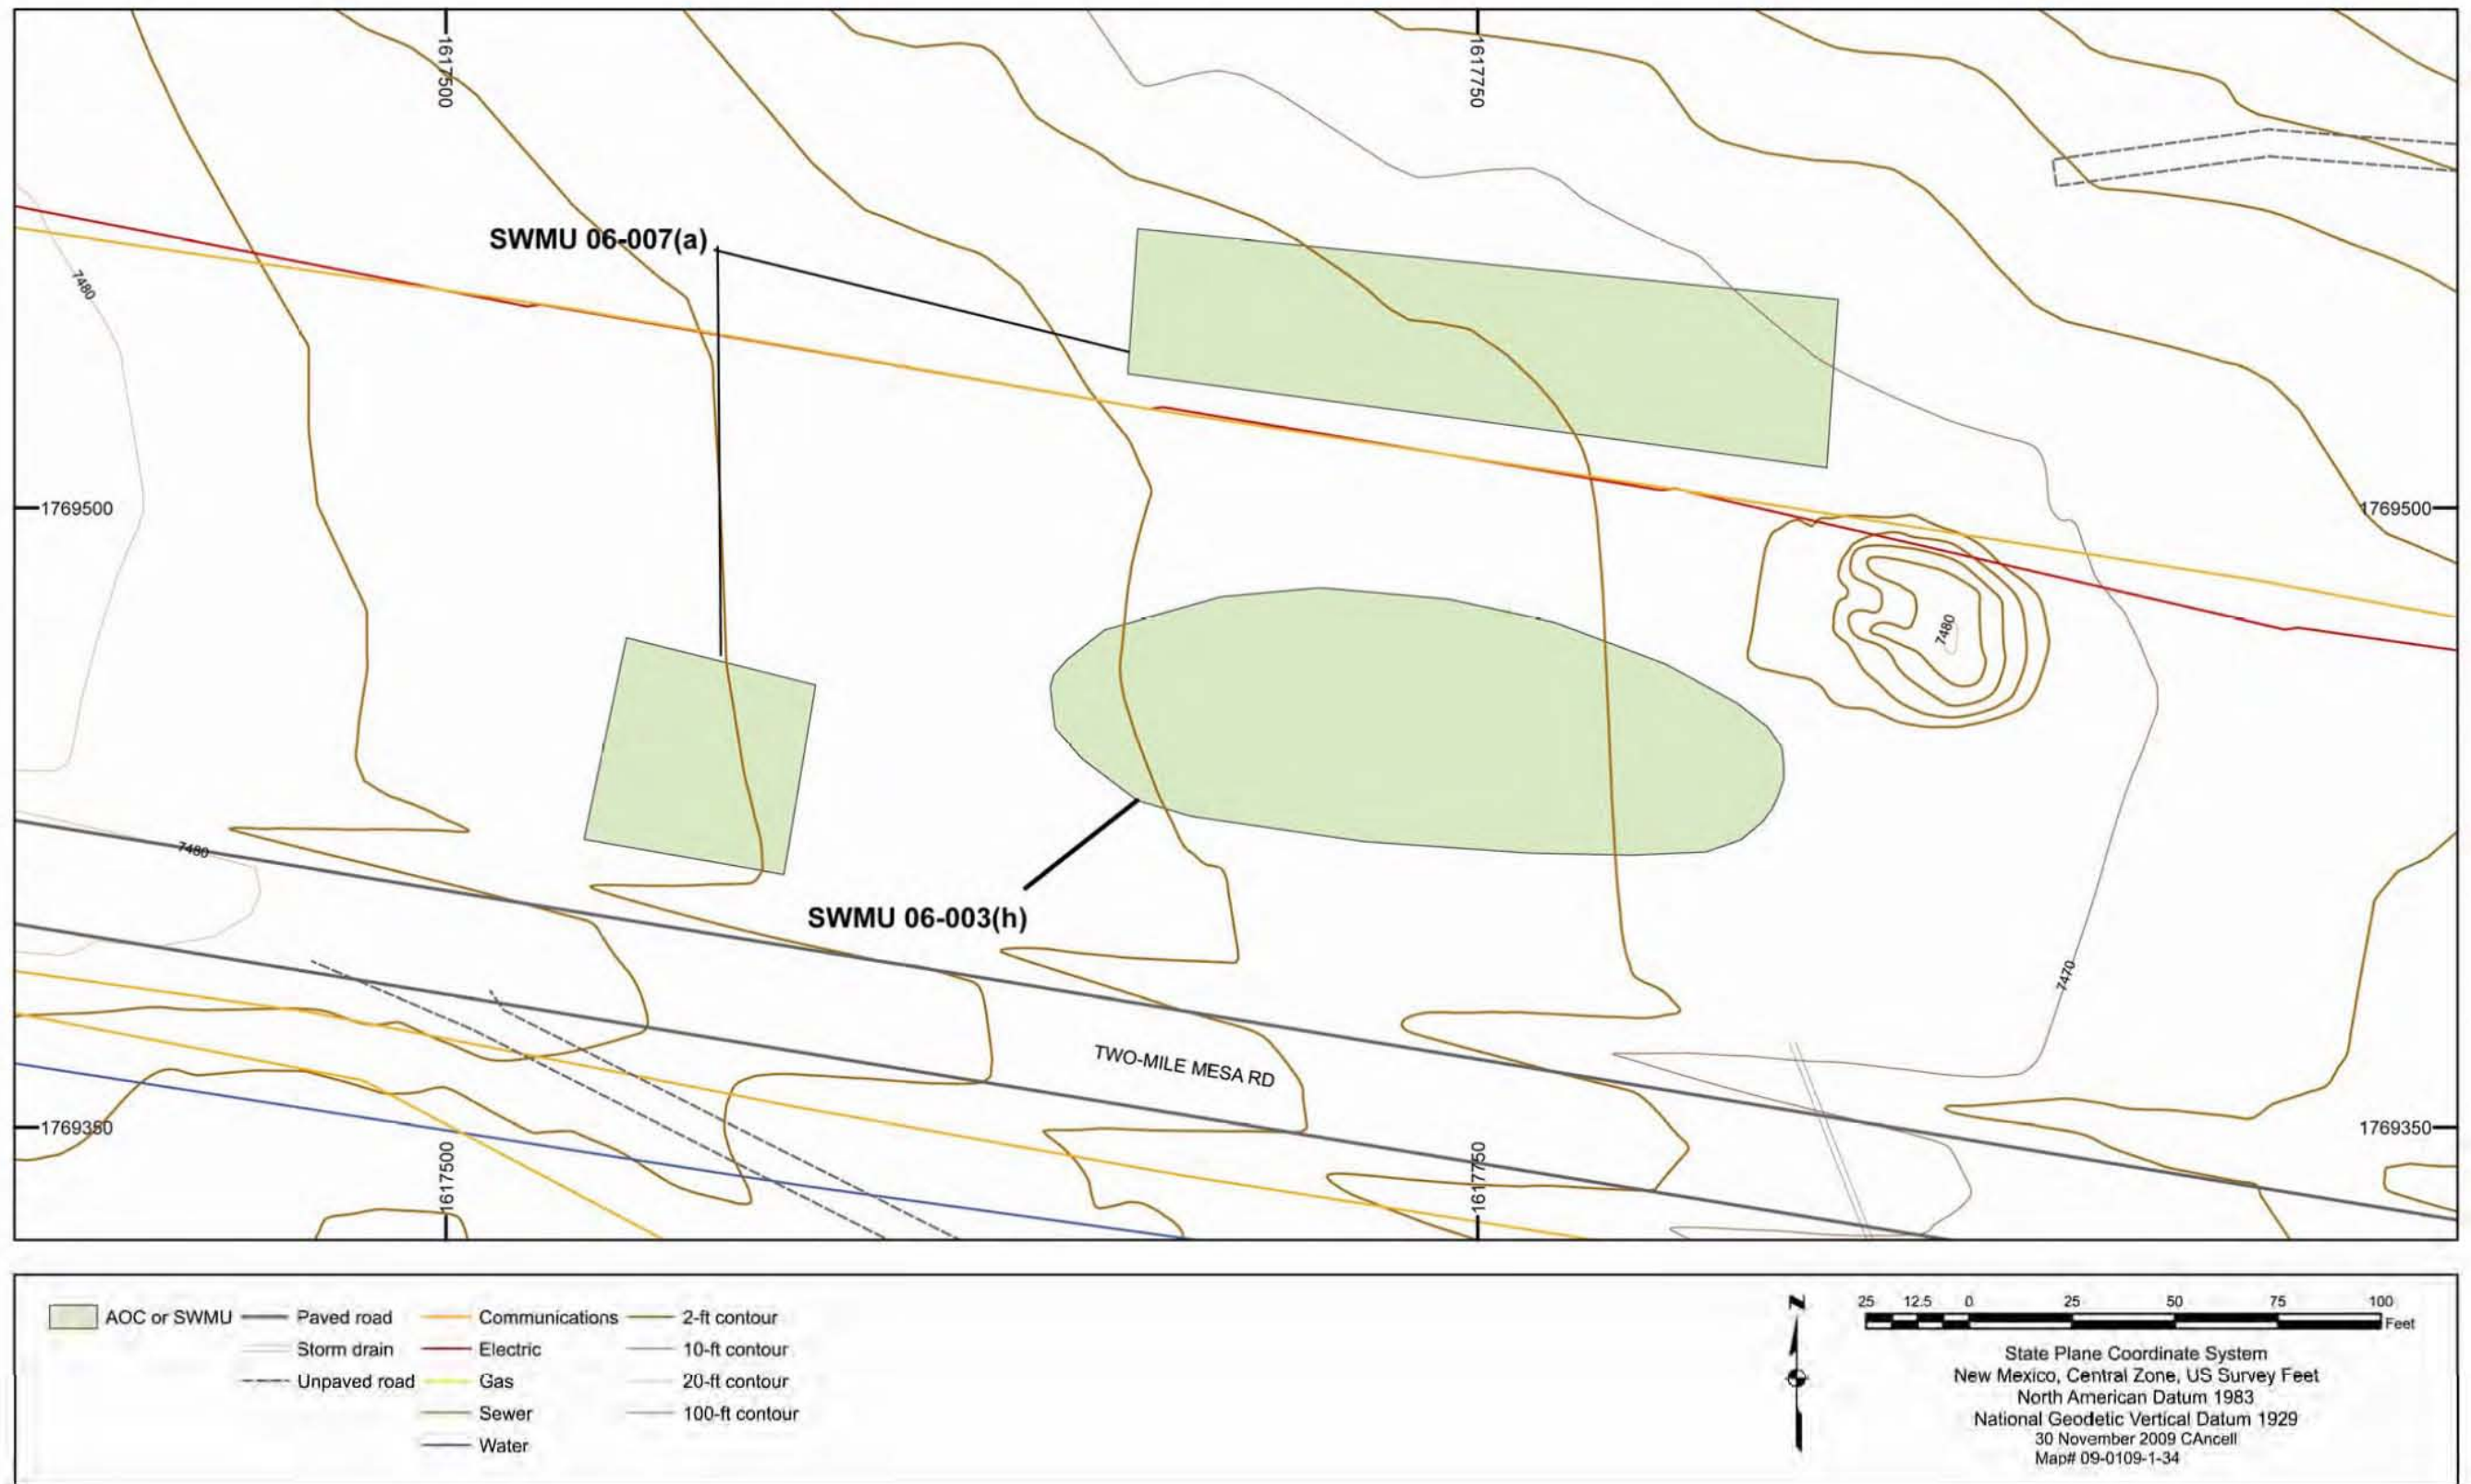 1617500
1617750
SWMU 06-007(a)
7480
1769500
1769500
7480
7480
SWMU 06-003(h)
7470
TWO-MILE MESA RD
1769350
1769350
1617500
1617750
AOC or SWMU
Paved road
Storm drain
Unpaved road
Communications
Electric
Gas
Sewer
Water
2-ft contour
10-ft contour
20-ft contour
100-ft contour
N
25 12.5 0 25 50 75 100
Feet
State Plane Coordinate System
New Mexico, Central Zone, US Survey Feet
North American Datum 1983
National Geodetic Vertical Datum 1929
30 November 2009 CAncell
Map# 09-0109-1-34